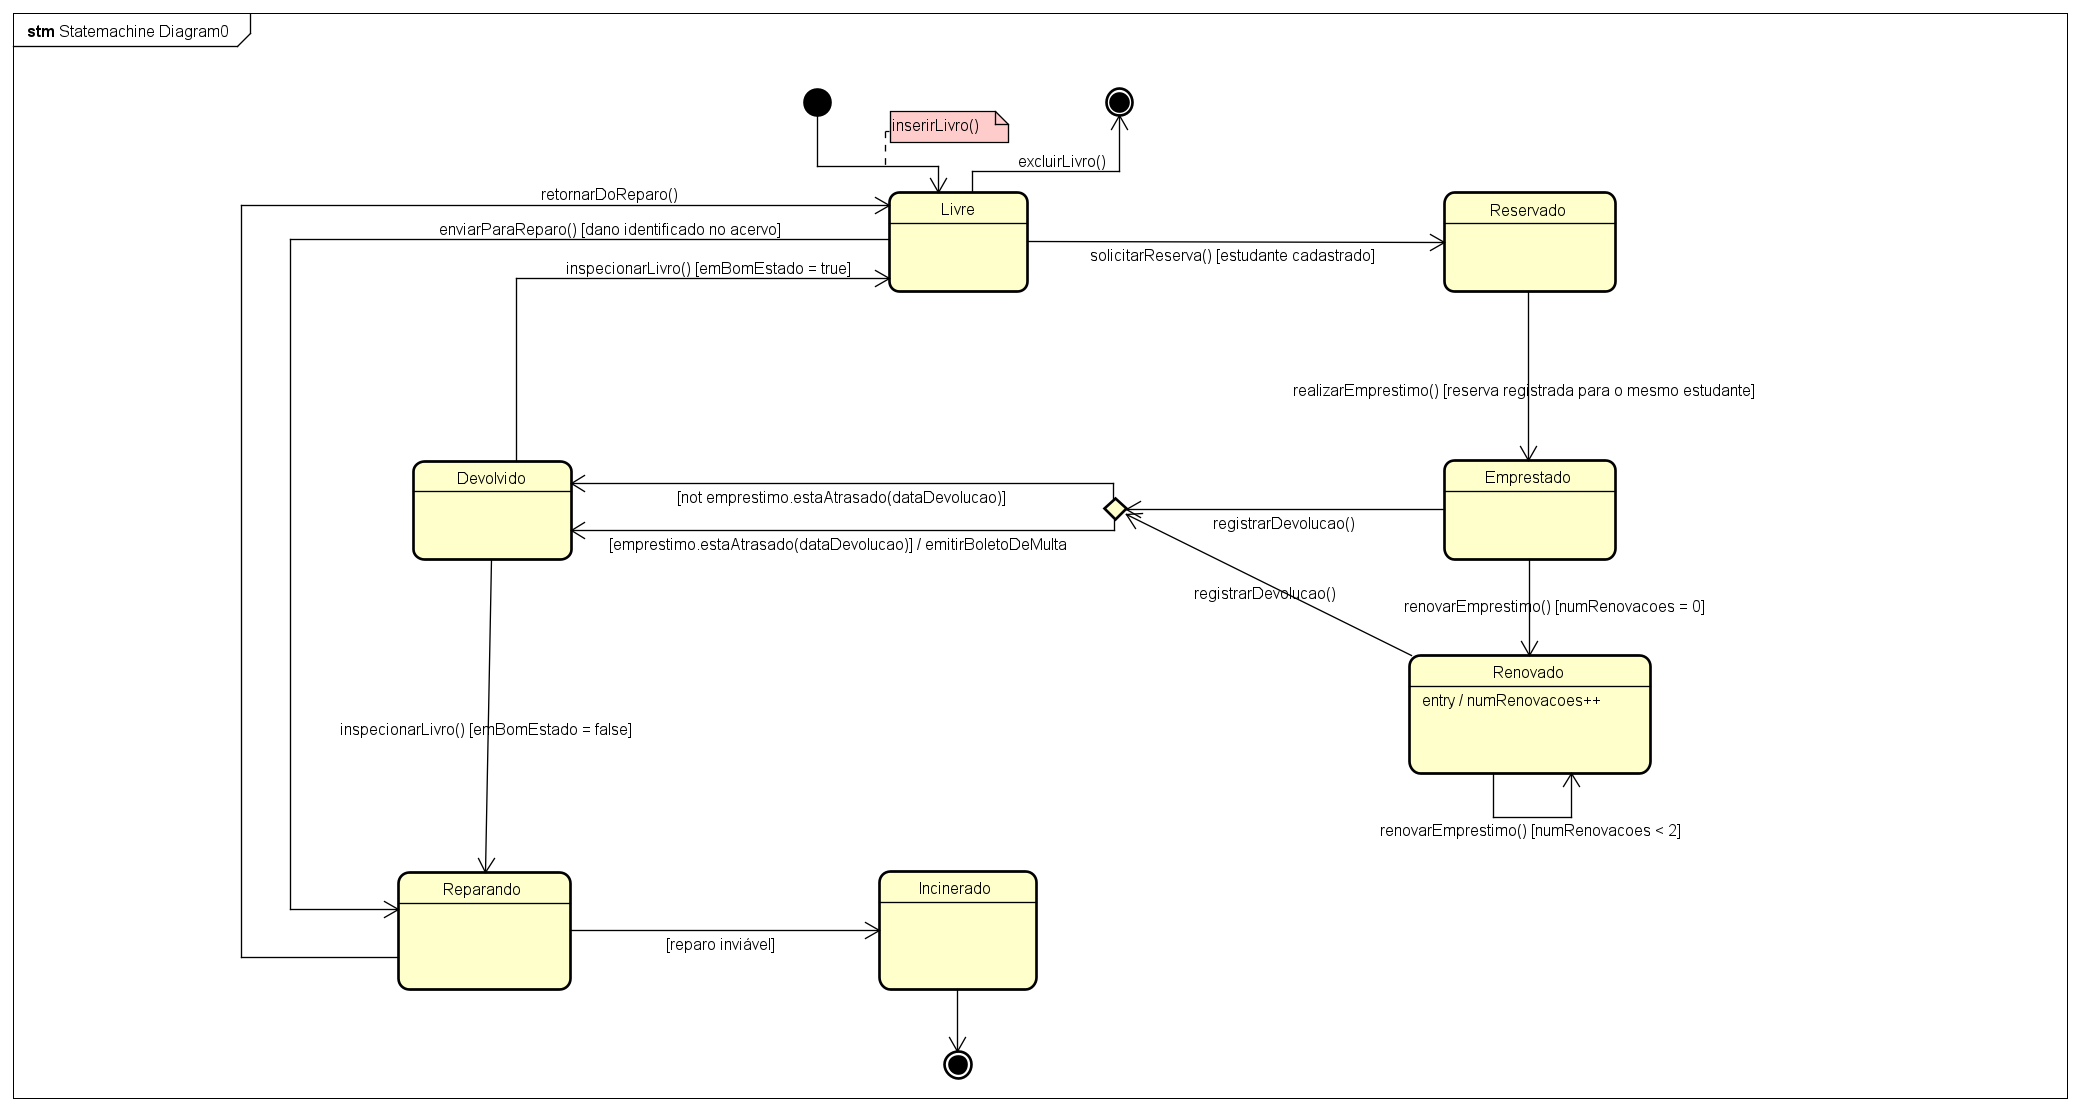 stm Statemachine Diagram0
inserirLivro()
excluirLivro()
retornarDoReparo()
Livre
Reservado
enviarParaReparo() [dano identificado no acervo]
solicitarReserva() [estudante cadastrado]
inspecionarLivro() [emBomEstado = true]
realizarEmprestimo() [reserva registrada para o mesmo estudante]
Devolvido
Emprestado
[not emprestimo.estaAtrasado(dataDevolucao)]
registrarDevolucao()
[emprestimo.estaAtrasado(dataDevolucao)] / emitirBoletoDeMulta
registrarDevolucao()
renovarEmprestimo() [numRenovacoes = 0]
Renovado
entry / numRenovacoes++
inspecionarLivro() [emBomEstado = false]
renovarEmprestimo() [numRenovacoes < 2]
Reparando
Incinerado
[reparo inviável]